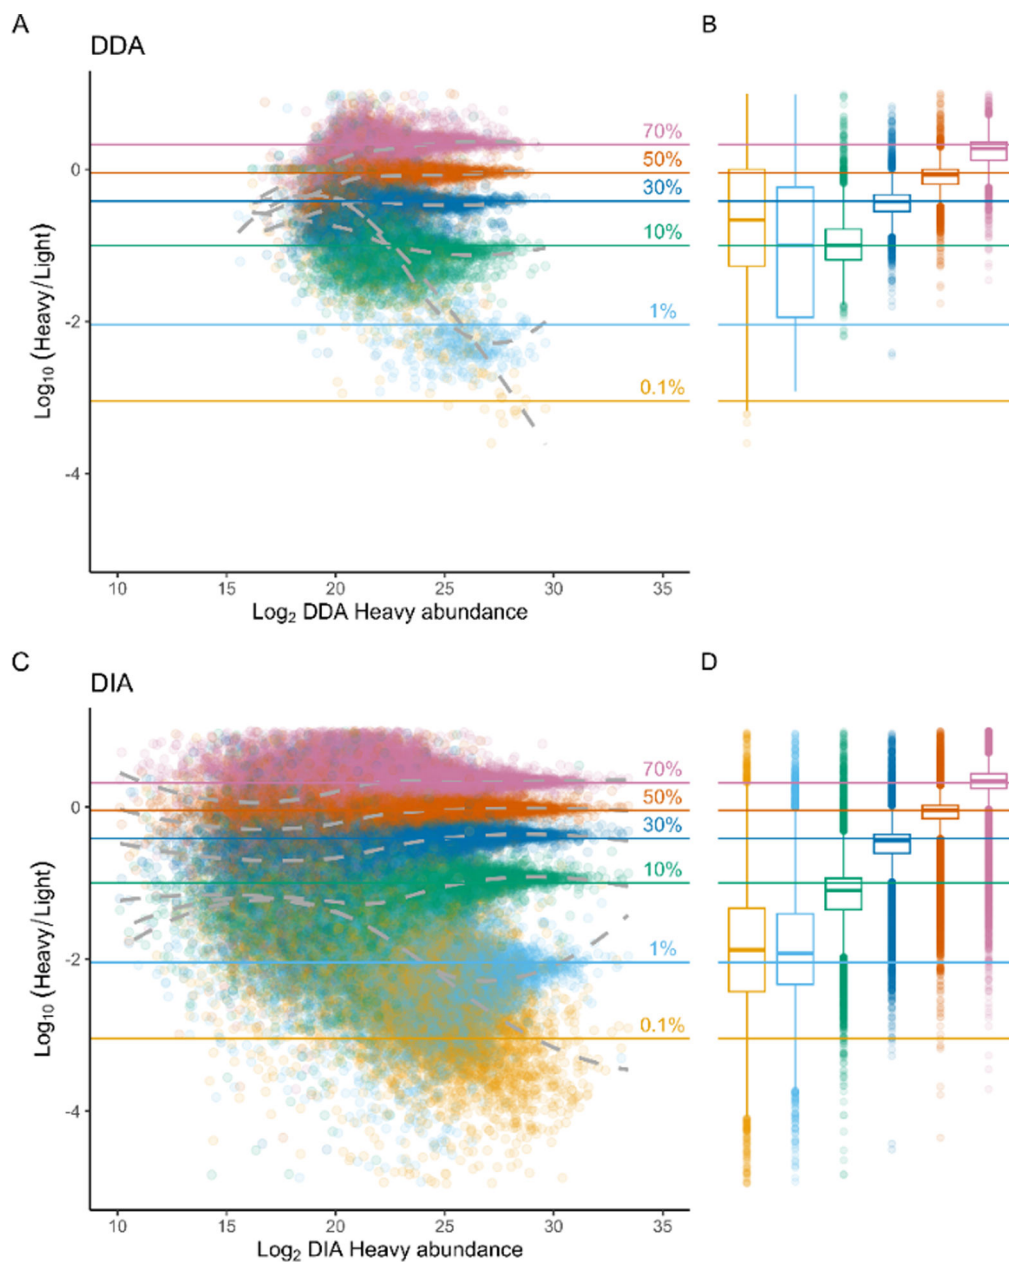 A
DDA
B
70%
50%
30%
10%
1%
0.1%
0
-2
-4
Log₁₀ (Heavy/Light)
10 15 20 25 30 35
Log₂ DDA Heavy abundance
C
DIA
D
70%
50%
30%
10%
1%
0.1%
0
-2
-4
Log₁₀ (Heavy/Light)
10 15 20 25 30 35
Log₂ DIA Heavy abundance